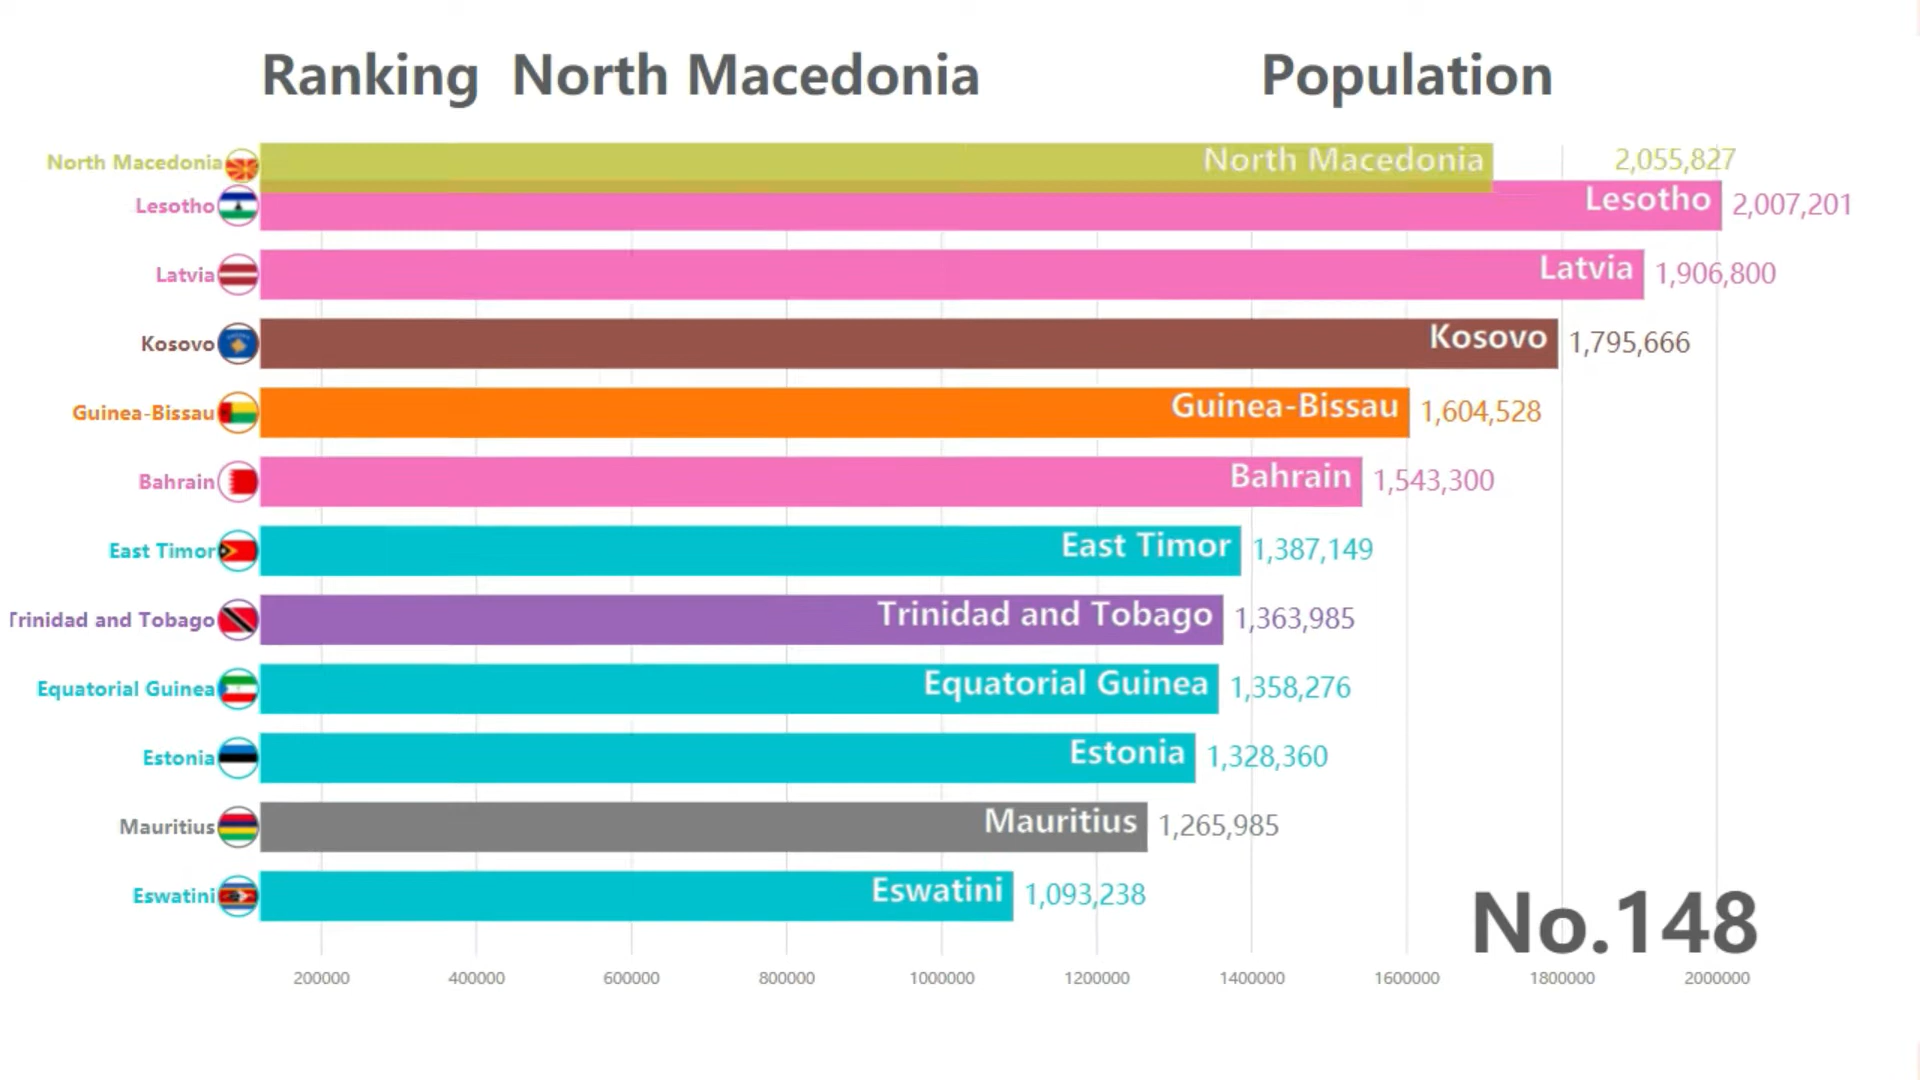 Ranking North Macedonia Population
North Macedonia North Macedonia 2,055,827
Lesotho Lesotho 2,007,201
Latvia Latvia 1,906,800
Kosovo Kosovo 1,795,666
Guinea-Bissau Guinea-Bissau 1,604,528
Bahrain Bahrain 1,543,300
East Timor East Timor 1,387,149
Trinidad and Tobago Trinidad and Tobago 1,363,985
Equatorial Guinea Equatorial Guinea 1,358,276
Estonia Estonia 1,328,360
Mauritius Mauritius 1,265,985
Eswatini Eswatini 1,093,238
No.148
200000 400000 600000 800000 1000000 1200000 1400000 1600000 1800000 2000000